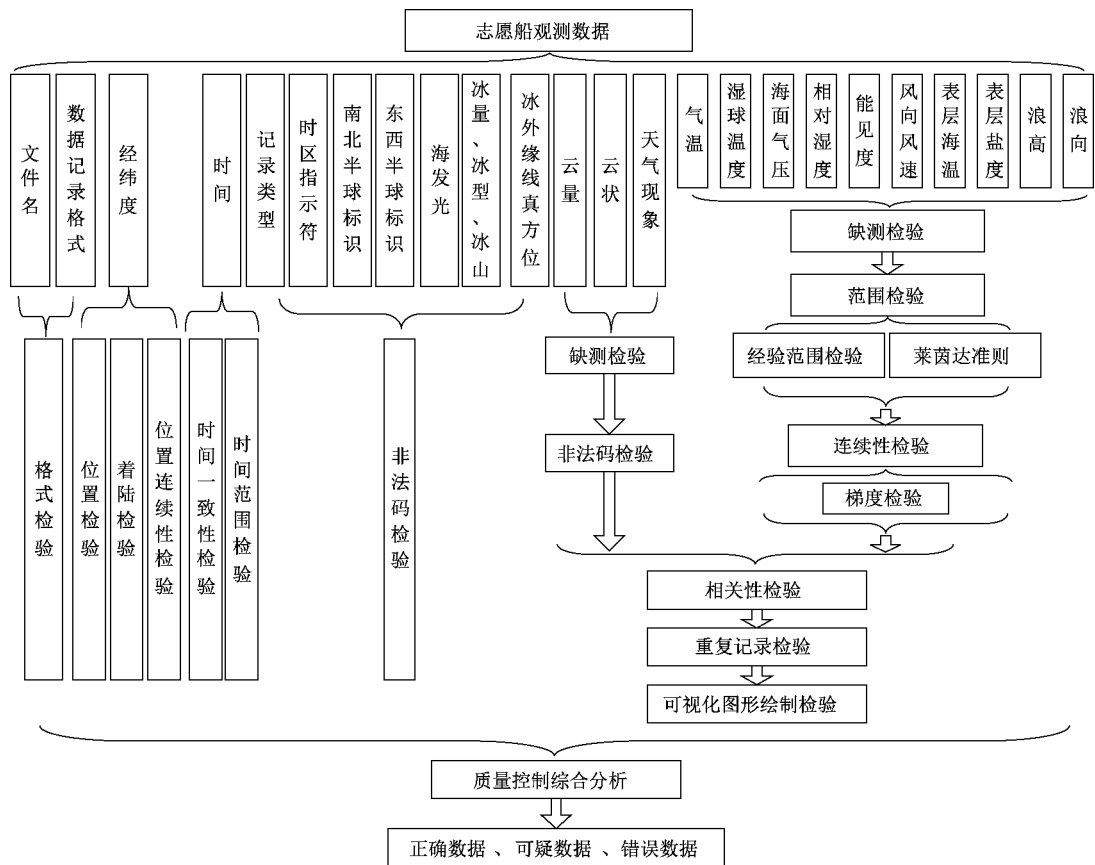 志愿船观测数据
文件名
数据记录格式
经纬度
时间
记录类型
时区指示符
南北半球标识
东西半球标识
海发光
冰量、冰型、冰山
冰外缘线真方位
云量
云状
天气现象
气温
湿球温度
海面气压
相对湿度
能见度
风向风速
表层海温
表层盐度
浪高
浪向
缺测检验
范围检验
经验范围检验
莱茵达准则
连续性检验
梯度检验
缺测检验
非法码检验
格式检验
位置检验
着陆检验
位置连续性检验
时间一致性检验
时间范围检验
非法码检验
相关性检验
重复记录检验
可视化图形绘制检验
质量控制综合分析
正确数据 、可疑数据 、错误数据